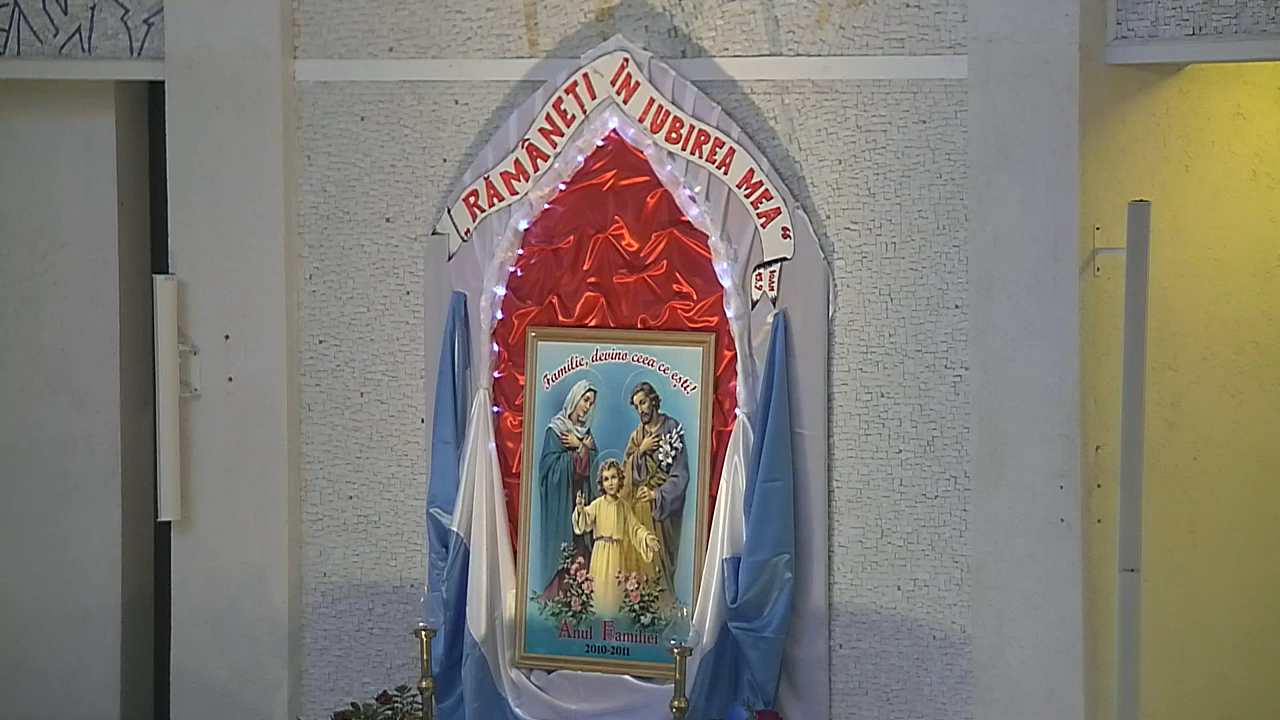 „RĂMÂNEȚI ÎN IUBIREA MEA“
IOAN
15,9
Familie, devino ceea ce ești!
Anul Familiei
2010-2011